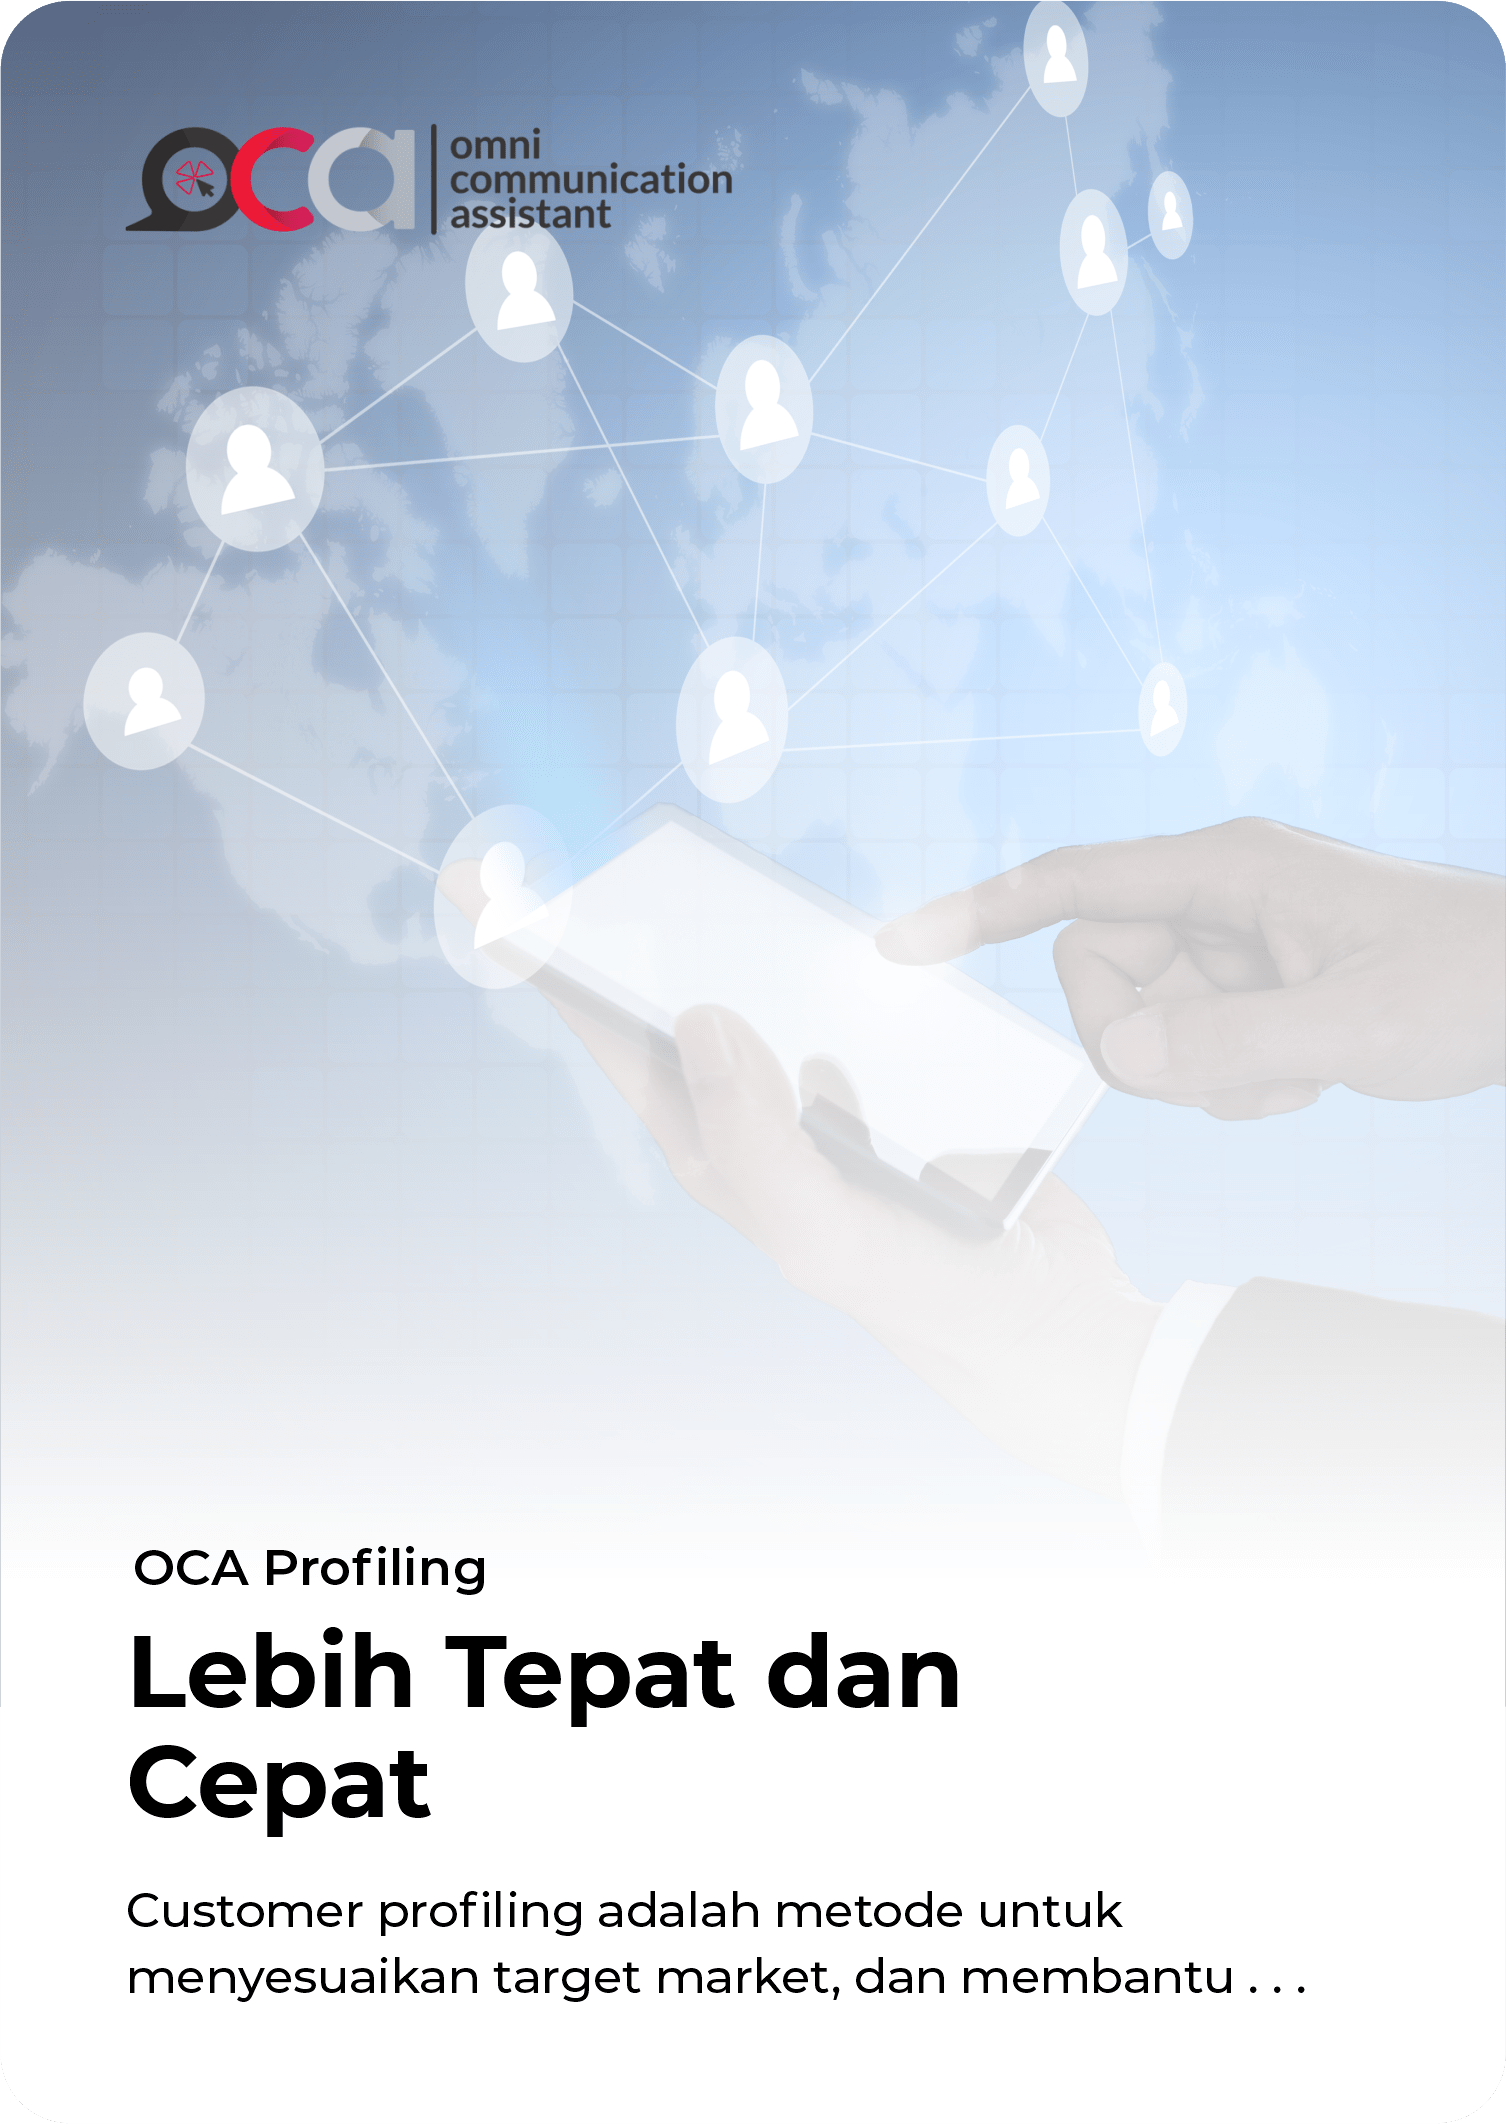 oca
omni
communication
assistant
OCA Profiling
Lebih Tepat dan
Cepat
Customer profiling adalah metode untuk
menyesuaikan target market, dan membantu . . .